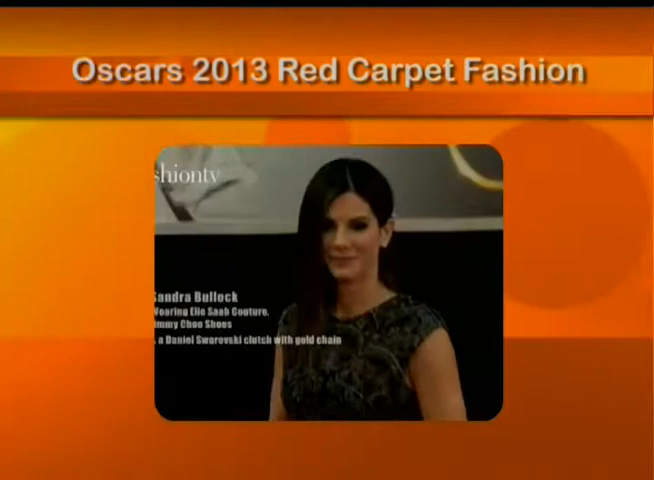 Oscars 2013 Red Carpet Fashion
shiontv
Sandra Bullock
Wearing Elie Saab Couture,
immy Choo Shoes
a Daniel Swarovski clutch with gold chain